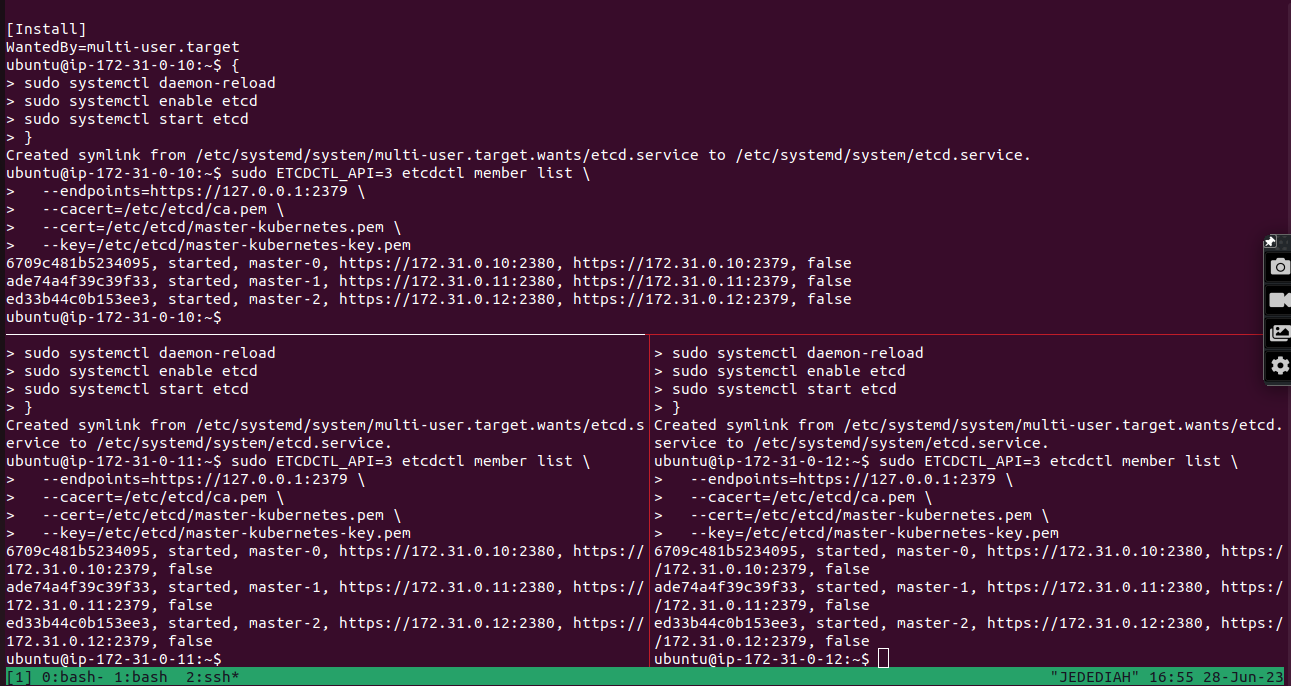 [Install]
WantedBy=multi-user.target
ubuntu@ip-172-31-0-10:~$ {
> sudo systemctl daemon-reload
> sudo systemctl enable etcd
> sudo systemctl start etcd
> }
Created symlink from /etc/systemd/system/multi-user.target.wants/etcd.service to /etc/systemd/system/etcd.service.
ubuntu@ip-172-31-0-10:~$ sudo ETCDCTL_API=3 etcdctl member list \
>   --endpoints=https://127.0.0.1:2379 \
>   --cacert=/etc/etcd/ca.pem \
>   --cert=/etc/etcd/master-kubernetes.pem \
>   --key=/etc/etcd/master-kubernetes-key.pem
6709c481b5234095, started, master-0, https://172.31.0.10:2380, https://172.31.0.10:2379, false
ade74a4f39c39f33, started, master-1, https://172.31.0.11:2380, https://172.31.0.11:2379, false
ed33b44c0b153ee3, started, master-2, https://172.31.0.12:2380, https://172.31.0.12:2379, false
ubuntu@ip-172-31-0-10:~$
> sudo systemctl daemon-reload
> sudo systemctl enable etcd
> sudo systemctl start etcd
> }
Created symlink from /etc/systemd/system/multi-user.target.wants/etcd.s
ervice to /etc/systemd/system/etcd.service.
ubuntu@ip-172-31-0-11:~$ sudo ETCDCTL_API=3 etcdctl member list \
>   --endpoints=https://127.0.0.1:2379 \
>   --cacert=/etc/etcd/ca.pem \
>   --cert=/etc/etcd/master-kubernetes.pem \
>   --key=/etc/etcd/master-kubernetes-key.pem
6709c481b5234095, started, master-0, https://172.31.0.10:2380, https://
172.31.0.10:2379, false
ade74a4f39c39f33, started, master-1, https://172.31.0.11:2380, https://
172.31.0.11:2379, false
ed33b44c0b153ee3, started, master-2, https://172.31.0.12:2380, https://
172.31.0.12:2379, false
ubuntu@ip-172-31-0-11:~$
> sudo systemctl daemon-reload
> sudo systemctl enable etcd
> sudo systemctl start etcd
> }
Created symlink from /etc/systemd/system/multi-user.target.wants/etcd.
service to /etc/systemd/system/etcd.service.
ubuntu@ip-172-31-0-12:~$ sudo ETCDCTL_API=3 etcdctl member list \
>   --endpoints=https://127.0.0.1:2379 \
>   --cacert=/etc/etcd/ca.pem \
>   --cert=/etc/etcd/master-kubernetes.pem \
>   --key=/etc/etcd/master-kubernetes-key.pem
6709c481b5234095, started, master-0, https://172.31.0.10:2380, https:/
/172.31.0.10:2379, false
ade74a4f39c39f33, started, master-1, https://172.31.0.11:2380, https:/
/172.31.0.11:2379, false
ed33b44c0b153ee3, started, master-2, https://172.31.0.12:2380, https:/
/172.31.0.12:2379, false
ubuntu@ip-172-31-0-12:~$
[1] 0:bash- 1:bash  2:ssh* "JEDEDIAH" 16:55 28-Jun-23